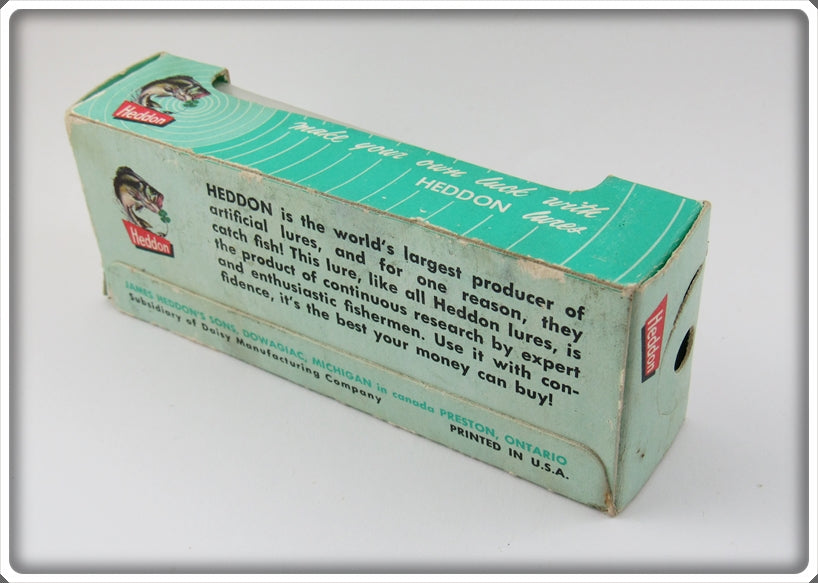 Heddon
make your own luck with
HEDDON lures
Heddon
HEDDON is the world's largest producer of
artificial lures, and for one reason, they
catch fish! This lure, like all Heddon lures, is
the product of continuous research by expert
and enthusiastic fishermen. Use it with con-
fidence, it's the best your money can buy!
JAMES HEDDON'S SONS, DOWAGIAC, MICHIGAN in canada PRESTON, ONTARIO
Subsidiary of Daisy Manufacturing Company
PRINTED IN U.S.A.
Heddon